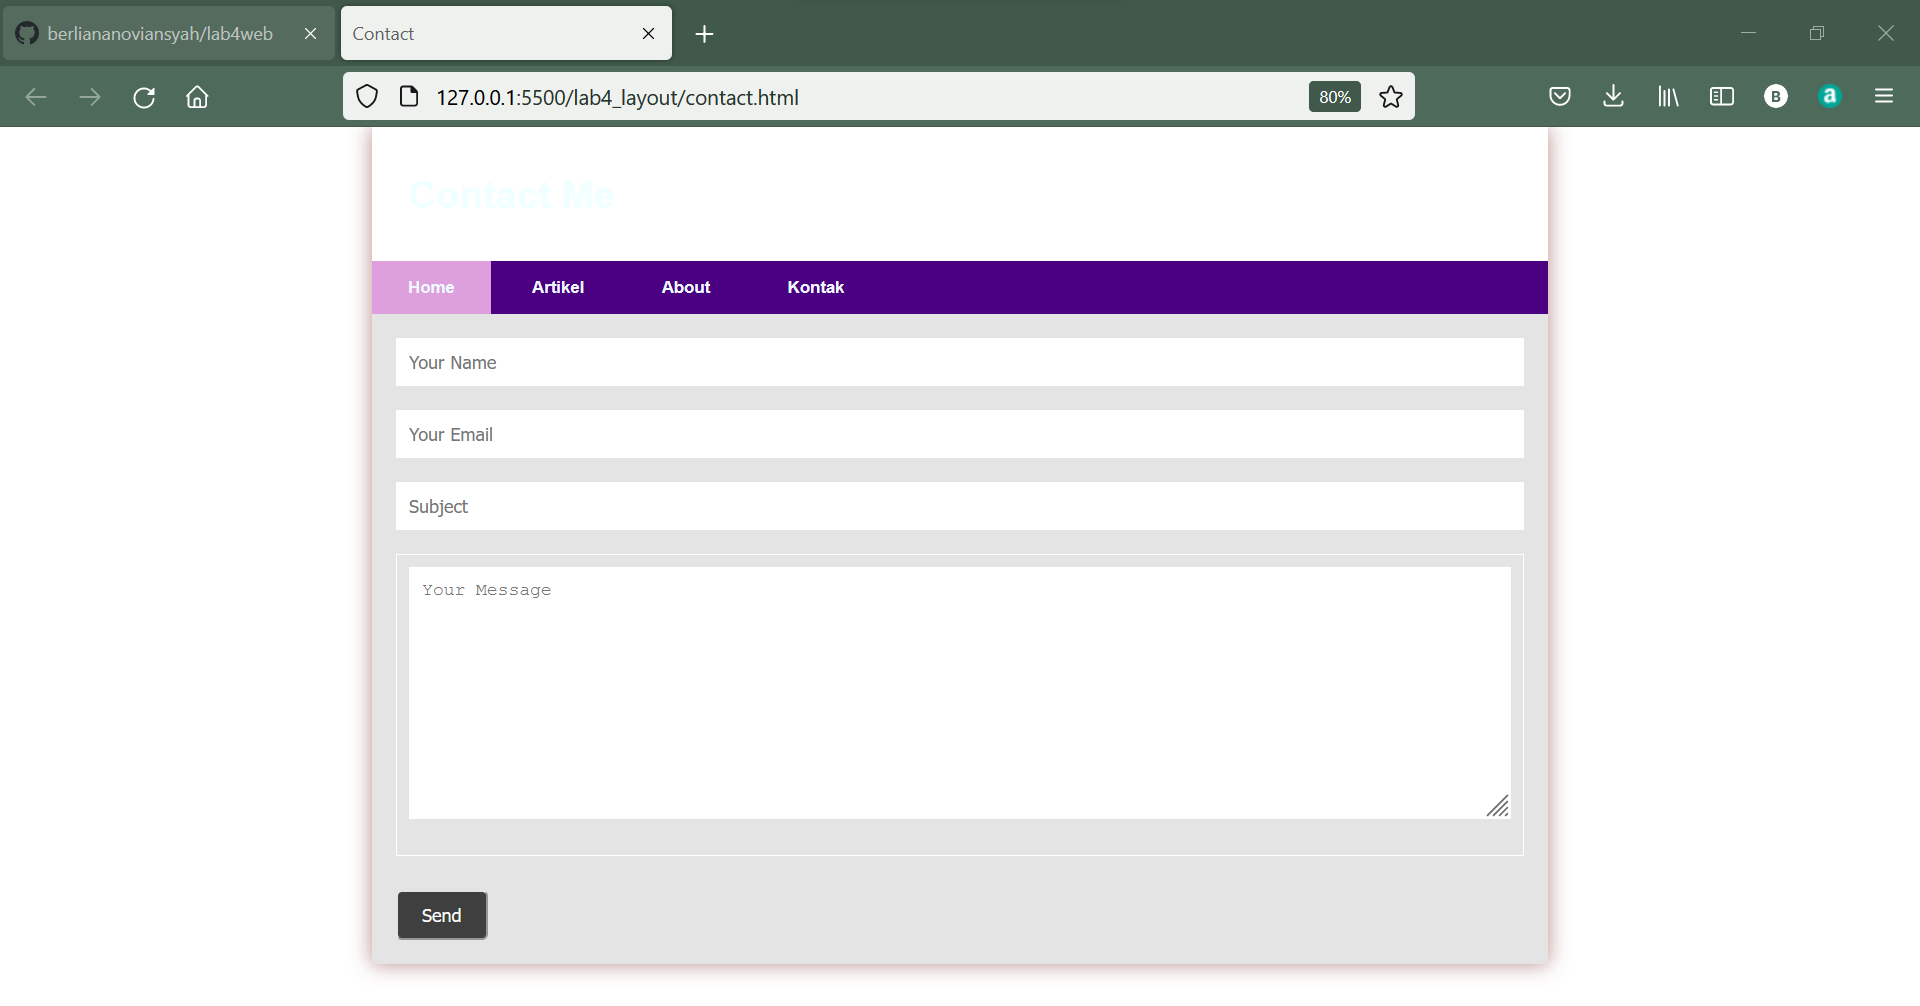 berliananoviansyah/lab4web
Contact
127.0.0.1:5500/lab4_layout/contact.html
80%
B
a
Contact Me
Home Artikel About Kontak
Your Name
Your Email
Subject
Your Message
Send